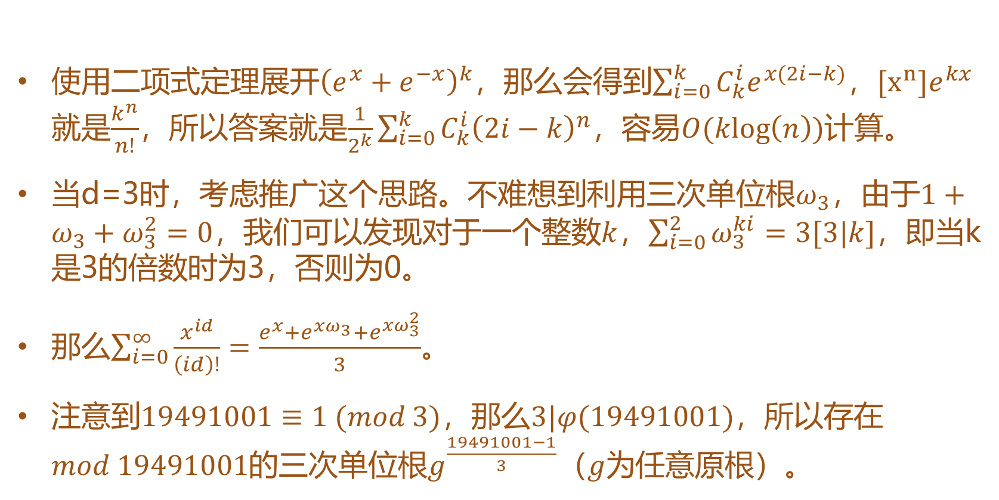 • 使用二项式定理展开$(e^x + e^{-x})^k$，那么会得到$\sum_{i=0}^{k} C_k^i e^{x(2i-k)}$，$[\mathrm{x}^{\mathrm{n}}]e^{kx}$
就是$\frac{k^n}{n!}$，所以答案就是$\frac{1}{2^k}\sum_{i=0}^{k} C_k^i (2i-k)^n$，容易$O(k\log(n))$计算。
• 当d=3时，考虑推广这个思路。不难想到利用三次单位根$\omega_3$，由于$1 +$
$\omega_3 + \omega_3^2 = 0$，我们可以发现对于一个整数$k$，$\sum_{i=0}^{2} \omega_3^{ki} = 3[3|k]$，即当k
是3的倍数时为3，否则为0。
• 那么$\sum_{i=0}^{\infty} \frac{x^{id}}{(id)!} = \frac{e^x + e^{x\omega_3} + e^{x\omega_3^2}}{3}$。
• 注意到$19491001 \equiv 1\ (mod\ 3)$，那么$3|\varphi(19491001)$，所以存在
$mod\ 19491001$的三次单位根$g^{\frac{19491001-1}{3}}$（$g$为任意原根）。